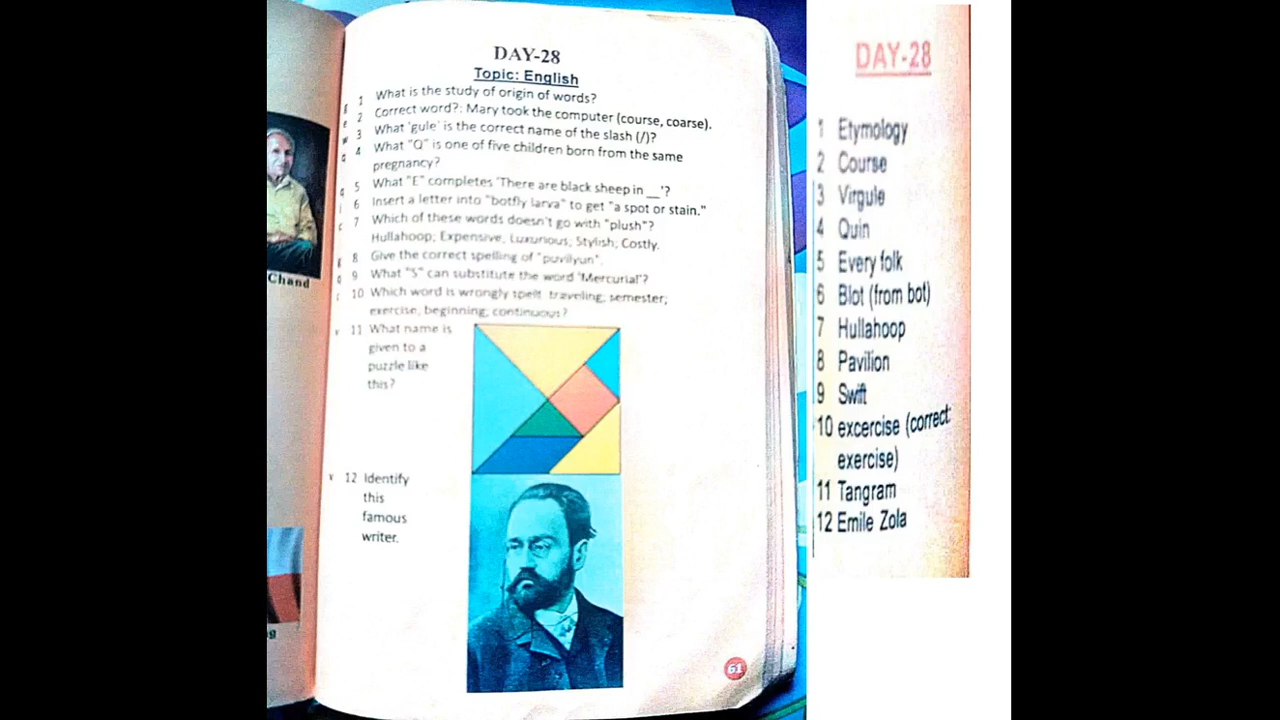 DAY-28
Topic: English
1 What is the study of origin of words?
2 Correct word?: Mary took the computer (course, coarse).
3 What 'gule' is the correct name of the slash (/)?
4 What "Q" is one of five children born from the same
pregnancy?
5 What "E" completes 'There are black sheep in __'?
6 Insert a letter into "botfly larva" to get "a spot or stain."
7 Which of these words doesn't go with "plush"?
Hullahoop; Expensive, Luxurious; Stylish; Costly.
8 Give the correct spelling of "puvilyun".
9 What "S" can substitute the word 'Mercurial'?
10 Which word is wrongly spelt traveling; semester;
exercise, beginning; continuous?
11 What name is
given to a
puzzle like
this?
12 Identify
this
famous
writer.
61
Chand
DAY-28
1 Etymology
2 Course
3 Virgule
4 Quin
5 Every folk
6 Blot (from bot)
7 Hullahoop
8 Pavilion
9 Swift
10 excercise (correct:
exercise)
11 Tangram
12 Emile Zola